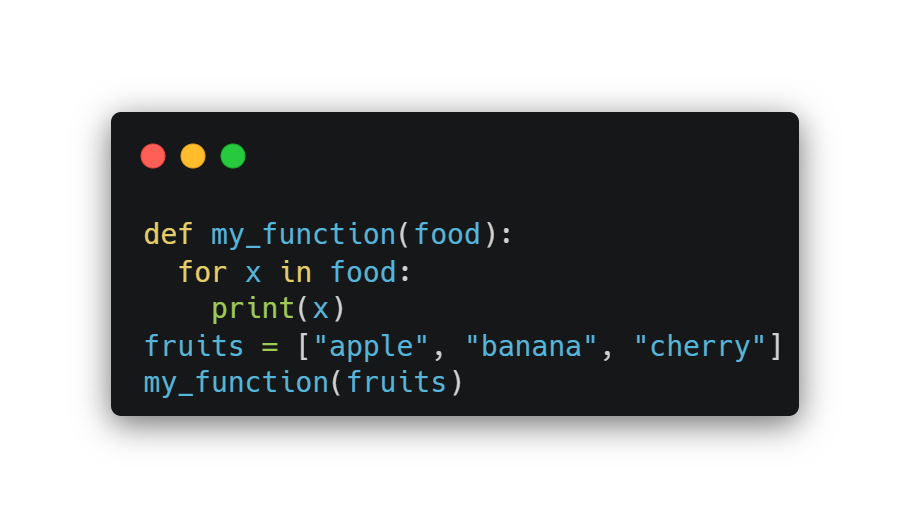 def my_function(food):
  for x in food:
    print(x)
fruits = ["apple", "banana", "cherry"]
my_function(fruits)